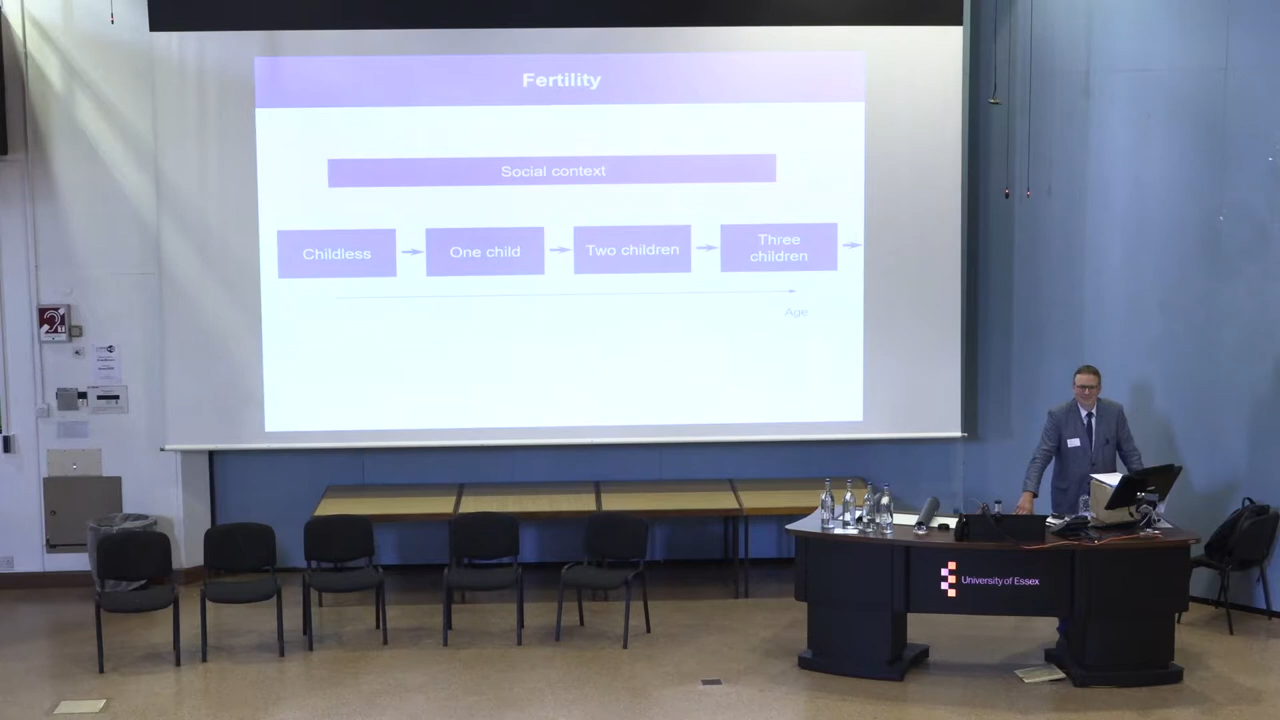 Fertility
Social context
Childless
One child
Two children
Three
children
Age
University of Essex